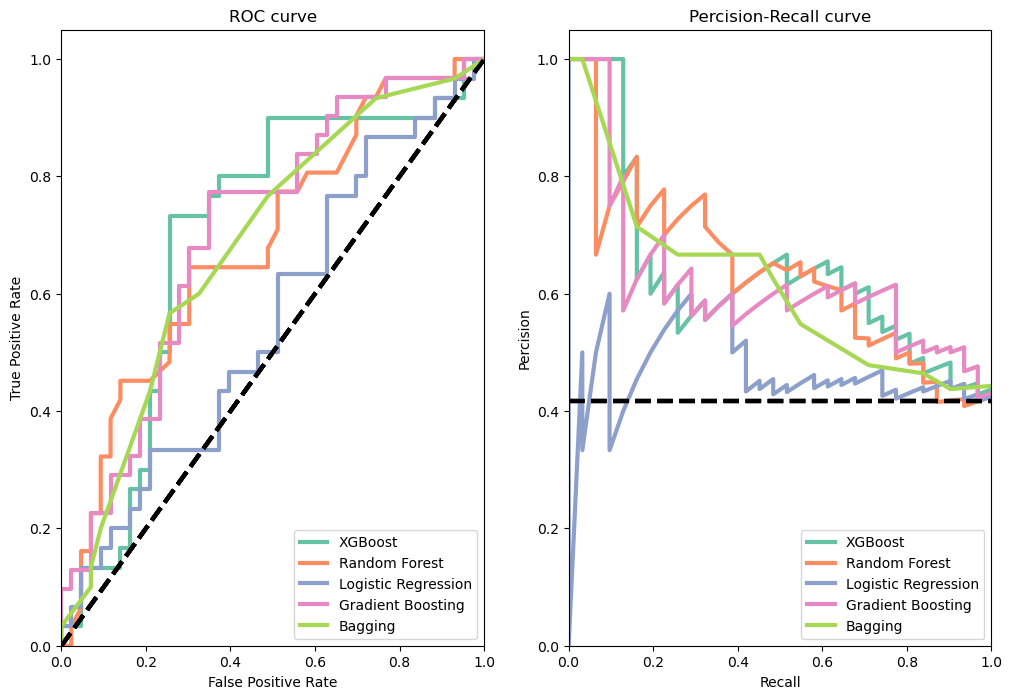 ROC curve
True Positive Rate
1.0
0.8
0.6
0.4
0.2
0.0
0.0 0.2 0.4 0.6 0.8 1.0
False Positive Rate
XGBoost
Random Forest
Logistic Regression
Gradient Boosting
Bagging
Percision-Recall curve
Percision
1.0
0.8
0.6
0.4
0.2
0.0
0.0 0.2 0.4 0.6 0.8 1.0
Recall
XGBoost
Random Forest
Logistic Regression
Gradient Boosting
Bagging